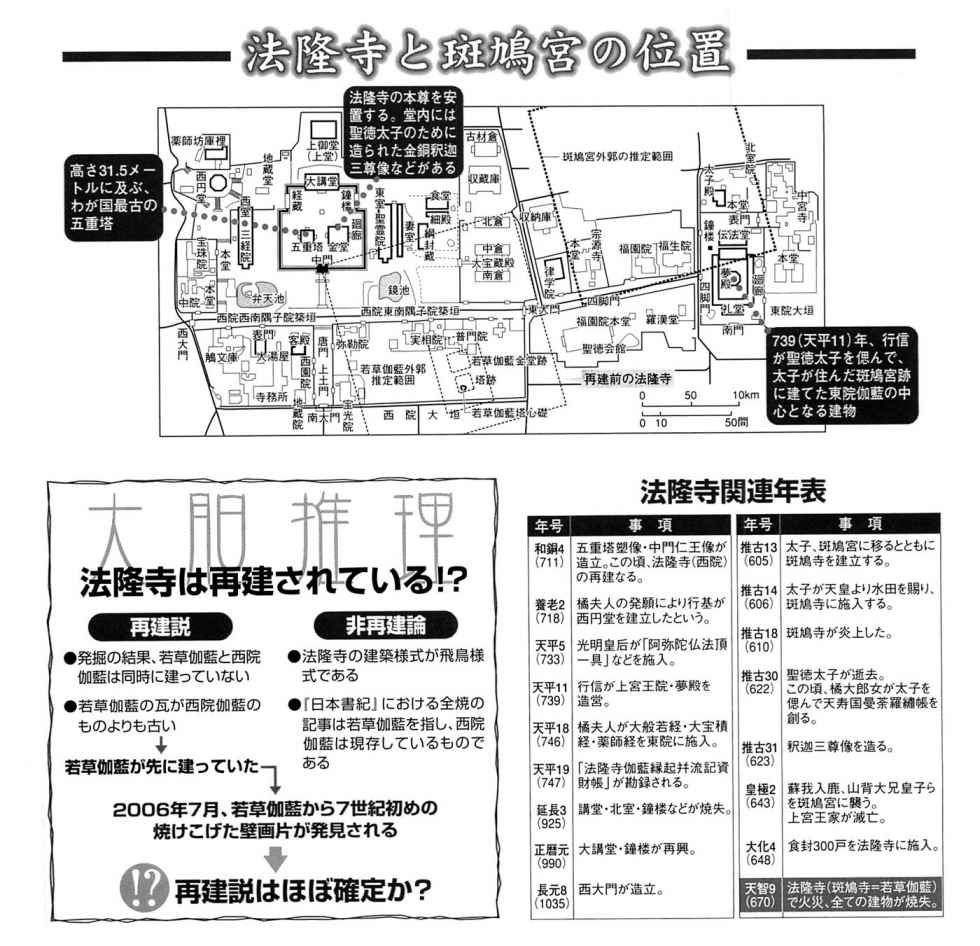 法隆寺と斑鳩宮の位置
法隆寺の本尊を安
置する。堂内には
聖徳太子のために
造られた金銅釈迦
三尊像などがある
高さ31.5メー
トルに及ぶ、
わが国最古の
五重塔
薬師坊庫裡
西円堂
地蔵堂
上御堂
(上堂)
大講堂
経蔵
鐘楼
廻廊
五重塔
金堂
中門
西室
三経院
宝珠院
本堂
中院
本堂
弁天池
東室
聖霊院
妻室
食堂
細殿
綱封蔵
古材倉
収蔵庫
北倉
中倉
大宝蔵殿
南倉
鏡池
収納庫
斑鳩宮外郭の推定範囲
本堂
宗源寺
福園院
福生院
律学院
四脚門
東大門
福園院本堂
羅漢堂
聖徳会館
北室院
太子殿
本堂
表門
中宮寺
本堂
鐘楼
伝法堂
夢殿
廻廊
四脚門
礼堂
南門
東院大垣
西院西南隅子院築垣
西院東南隅子院築垣
西大門
鵤文庫
表門
大湯屋
寺務所
客殿
西園院
地蔵院
唐門
上土門
南大門
弥勒院
実相院
普門院
若草伽藍金堂跡
若草伽藍外郭
推定範囲
塔跡
宝光院
西院大垣
若草伽藍塔心礎
再建前の法隆寺
0 50 10km
0 10 50間
739(天平11)年、行信
が聖徳太子を偲んで、
太子が住んだ斑鳩宮跡
に建てた東院伽藍の中
心となる建物
大胆推理
法隆寺は再建されている!?
再建説
●発掘の結果、若草伽藍と西院
伽藍は同時に建っていない
●若草伽藍の瓦が西院伽藍の
ものよりも古い
若草伽藍が先に建っていた
非再建論
●法隆寺の建築様式が飛鳥様
式である
●『日本書紀』における全焼の
記事は若草伽藍を指し、西院
伽藍は現存しているもので
ある
2006年7月、若草伽藍から7世紀初めの
焼けこげた壁画片が発見される
!? 再建説はほぼ確定か?
法隆寺関連年表
年号 事項
和銅4
(711)
五重塔塑像・中門仁王像が
造立。この頃、法隆寺(西院)
の再建なる。
養老2
(718)
橘夫人の発願により行基が
西円堂を建立したという。
天平5
(733)
光明皇后が「阿弥陀仏法頂
一具」などを施入。
天平11
(739)
行信が上宮王院・夢殿を
造営。
天平18
(746)
橘夫人が大般若経・大宝積
経・薬師経を東院に施入。
天平19
(747)
「法隆寺伽藍縁起并流記資
財帳」が勘録される。
延長3
(925)
講堂・北室・鐘楼などが焼失。
正暦元
(990)
大講堂・鐘楼が再興。
長元8
(1035)
西大門が造立。
年号 事項
推古13
(605)
太子、斑鳩宮に移るとともに
斑鳩寺を建立する。
推古14
(606)
太子が天皇より水田を賜り、
斑鳩寺に施入する。
推古18
(610)
斑鳩寺が炎上した。
推古30
(622)
聖徳太子が逝去。
この頃、橘大郎女が太子を
偲んで天寿国曼荼羅繡帳を
創る。
推古31
(623)
釈迦三尊像を造る。
皇極2
(643)
蘇我入鹿、山背大兄皇子ら
を斑鳩宮に襲う。
上宮王家が滅亡。
大化4
(648)
食封300戸を法隆寺に施入。
天智9
(670)
法隆寺(斑鳩寺=若草伽藍)
で火災、全ての建物が焼失。